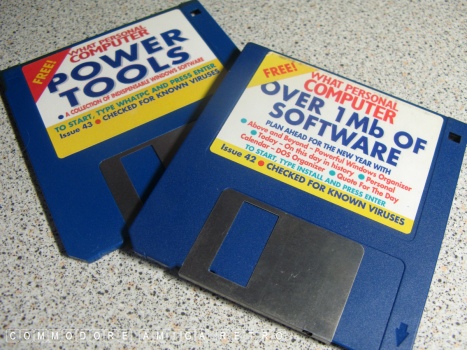 FREE!
WHAT PERSONAL
COMPUTER
POWER
TOOLS
• A COLLECTION OF INDISPENSABLE WINDOWS SOFTWARE
TO START, TYPE WHATPC AND PRESS ENTER
Issue 43 • CHECKED FOR KNOWN VIRUSES
FREE!
WHAT PERSONAL
COMPUTER
OVER 1Mb OF
SOFTWARE
PLAN AHEAD FOR THE NEW YEAR WITH
• Above and Beyond – Powerful Windows Organizer
• Today – On this day in history • Personal
Calendar – DOS Organizer • Quote For The Day
TO START, TYPE INSTALL AND PRESS ENTER
Issue 42 • CHECKED FOR KNOWN VIRUSES
COMMODORE AMIGA RETRO